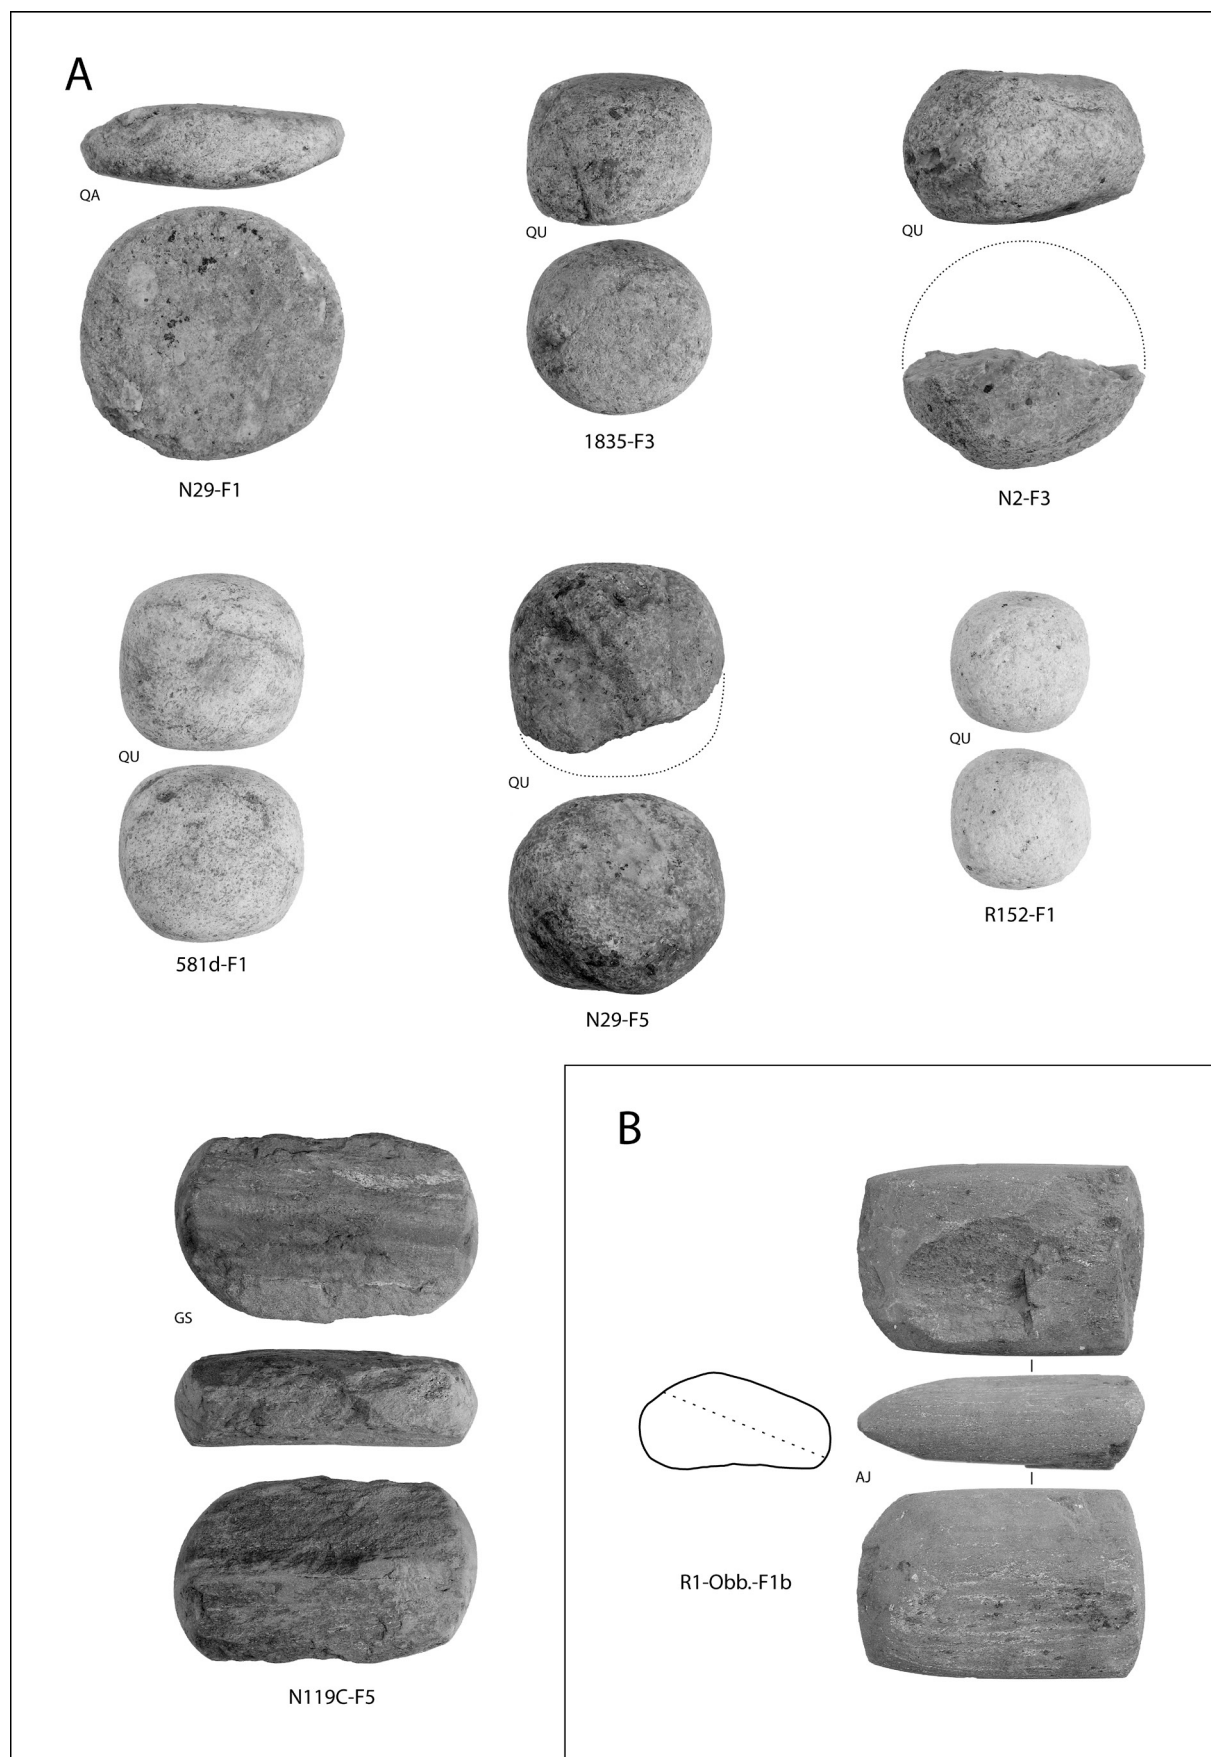 A
QA
N29-F1
QU
1835-F3
QU
N2-F3
QU
581d-F1
QU
N29-F5
QU
R152-F1
GS
N119C-F5
B
AJ
R1-Obb.-F1b